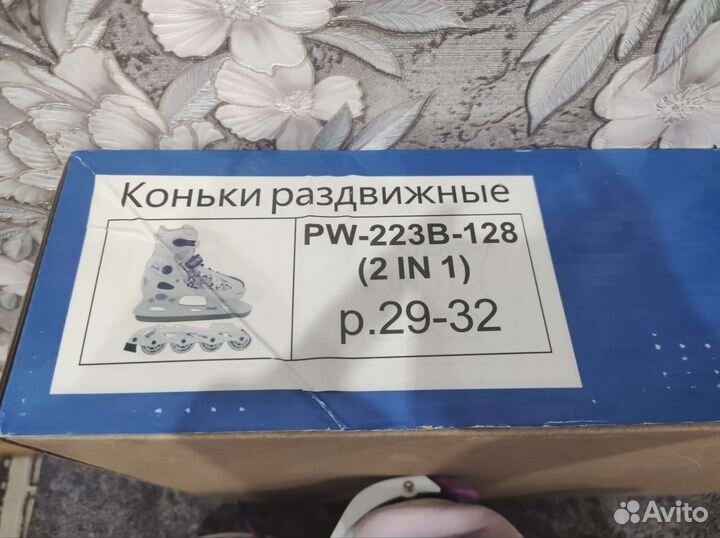 Коньки раздвижные
PW-223B-128
(2 IN 1)
р.29-32
Avito